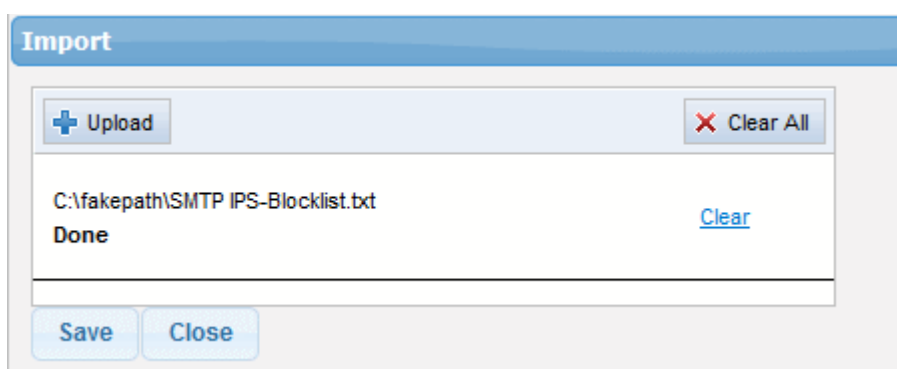 Import
Upload
Clear All
C:\fakepath\SMTP IPS-Blocklist.txt
Clear
Done
Save
Close